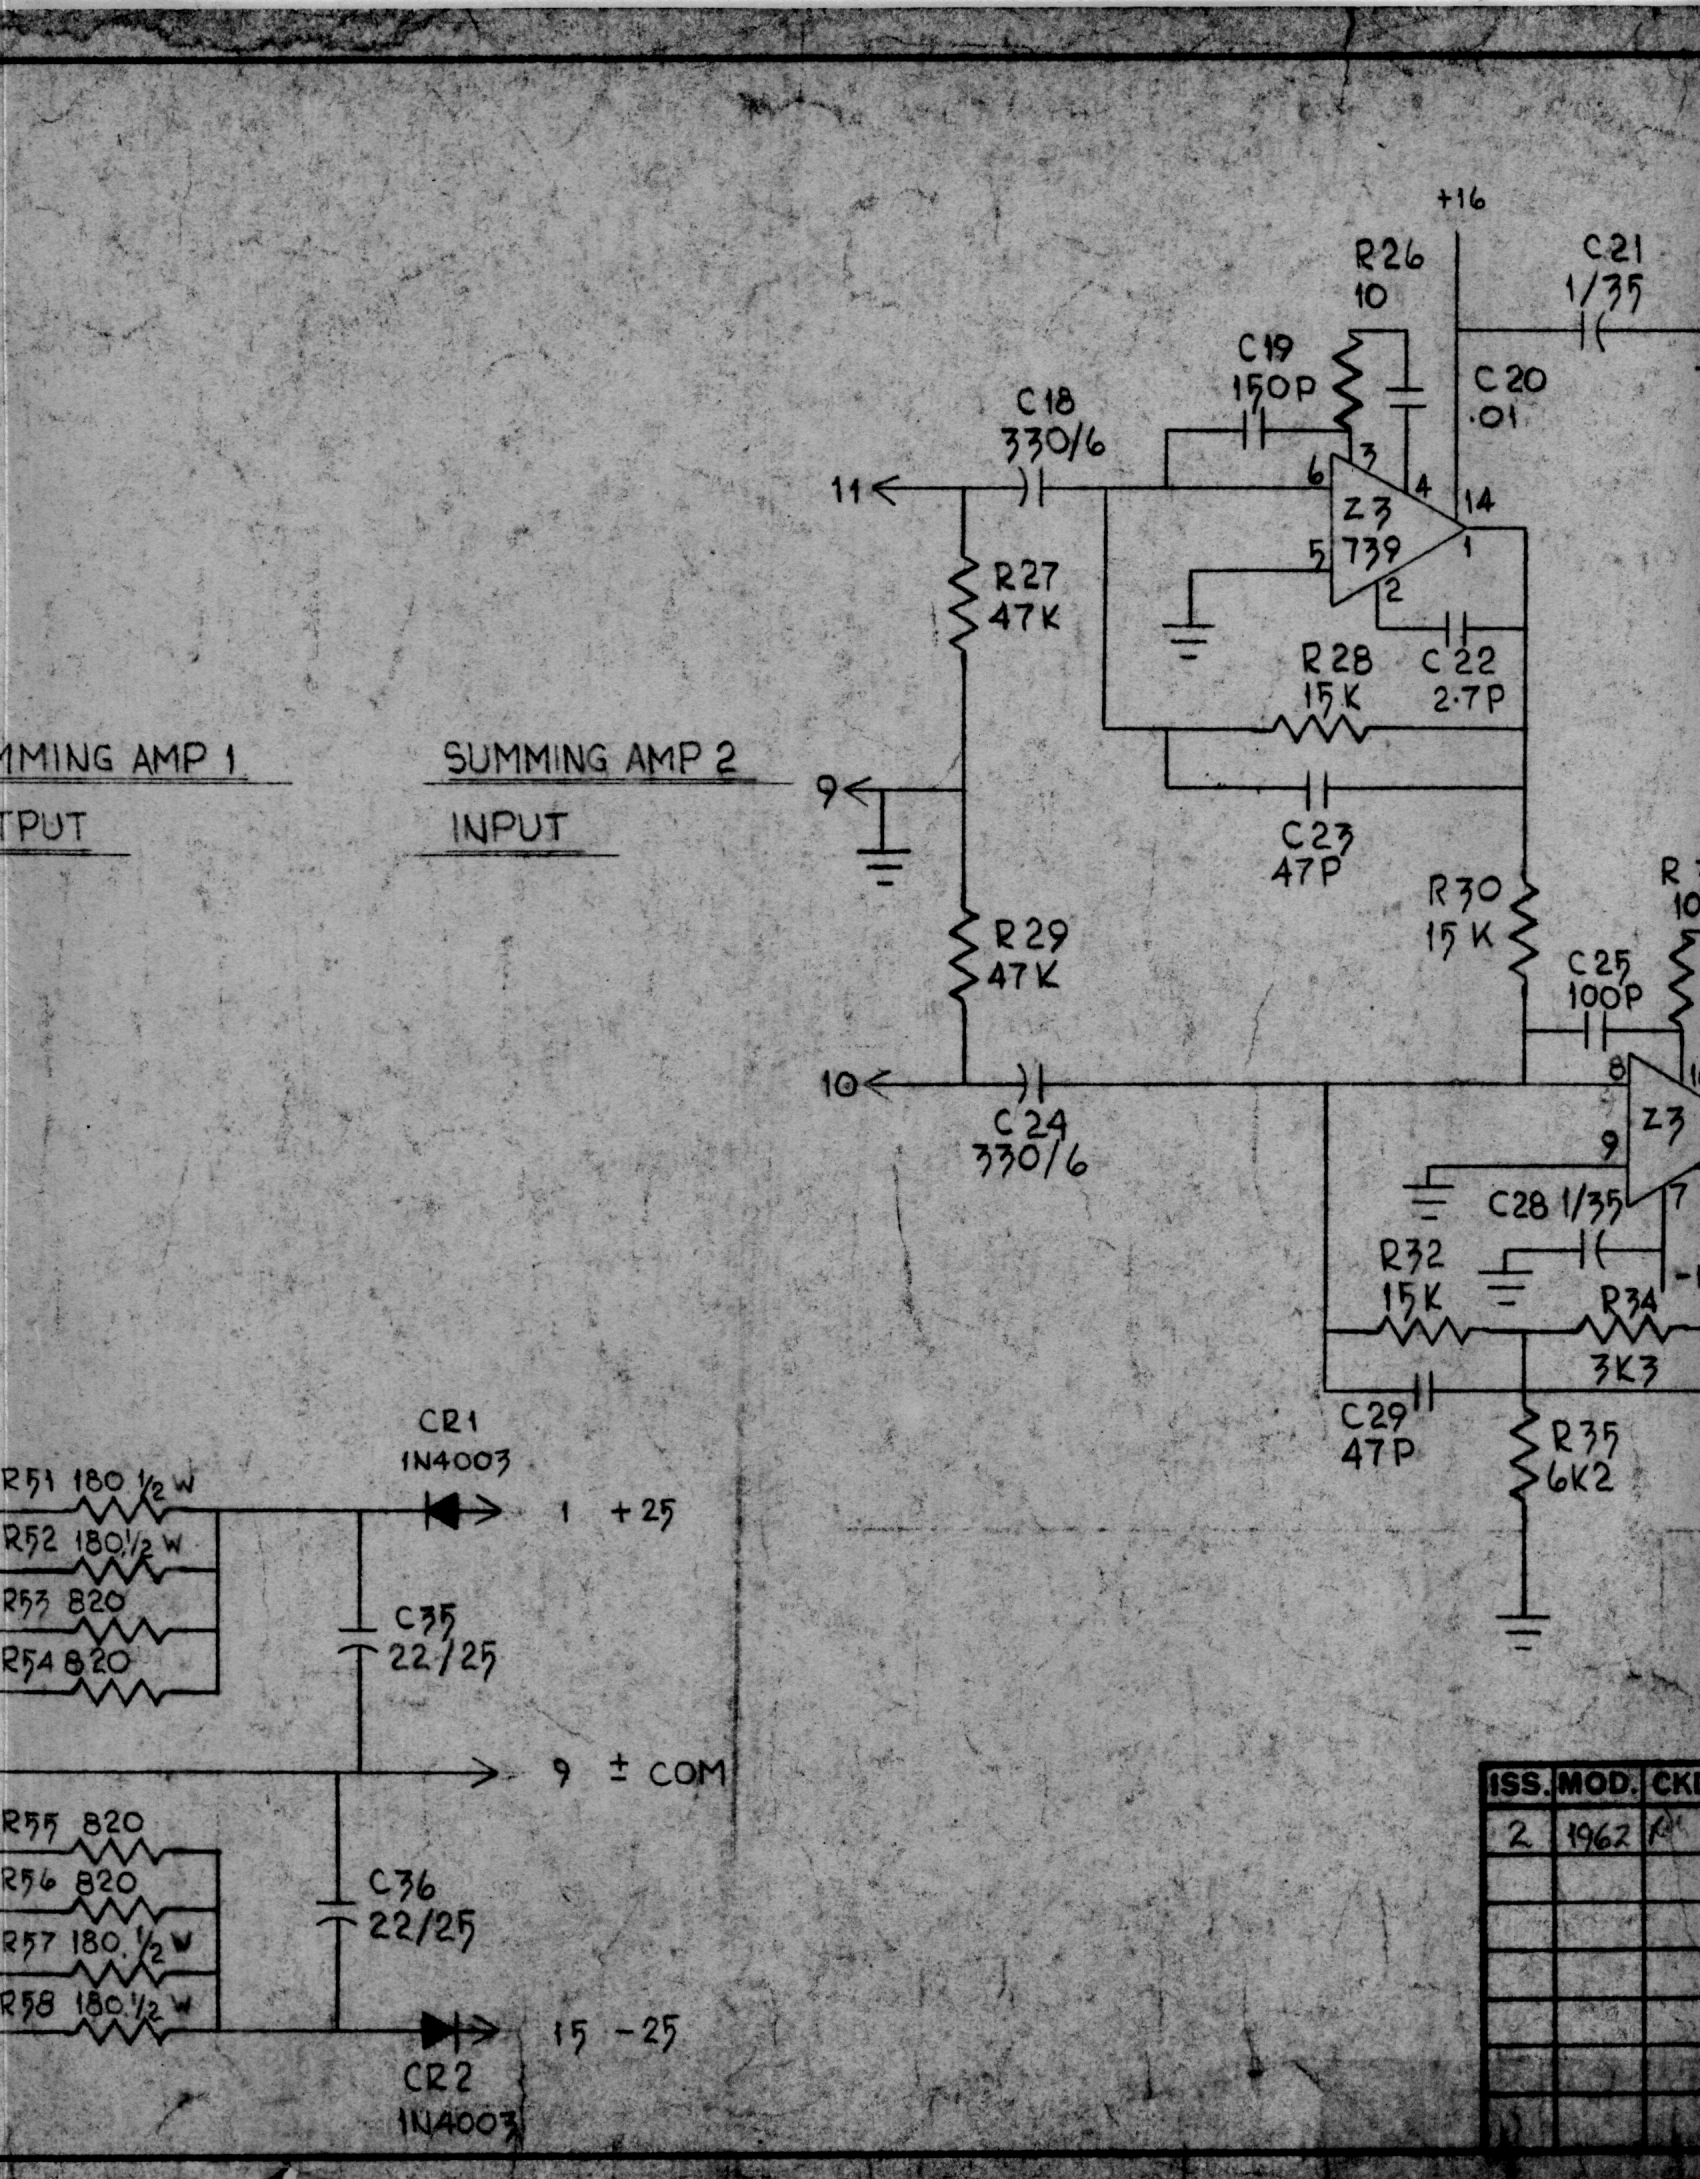 +16
R26
10
C21
1/35
C19
150P
C20
.01
C18
330/6
11
6
3
4
14
Z3
739
5
1
2
R27
47K
R28
15K
C22
2.7P
MMING AMP 1
TPUT
SUMMING AMP 2
INPUT
9
C23
47P
R30
15K
R
10
R29
47K
C25
100P
10
C24
330/6
8
Z3
9
7
C28 1/35
R32
15K
R34
3K3
C29
47P
R35
6K2
CR1
1N4003
R51 180 1/2 W
1 +25
R52 180 1/2 W
R53 820
C35
22/25
R54 820
9 ± COM
R55 820
R56 820
C36
22/25
R57 180 1/2 W
R58 180 1/2 W
15 -25
CR2
1N4003
ISS. MOD.
2 1962